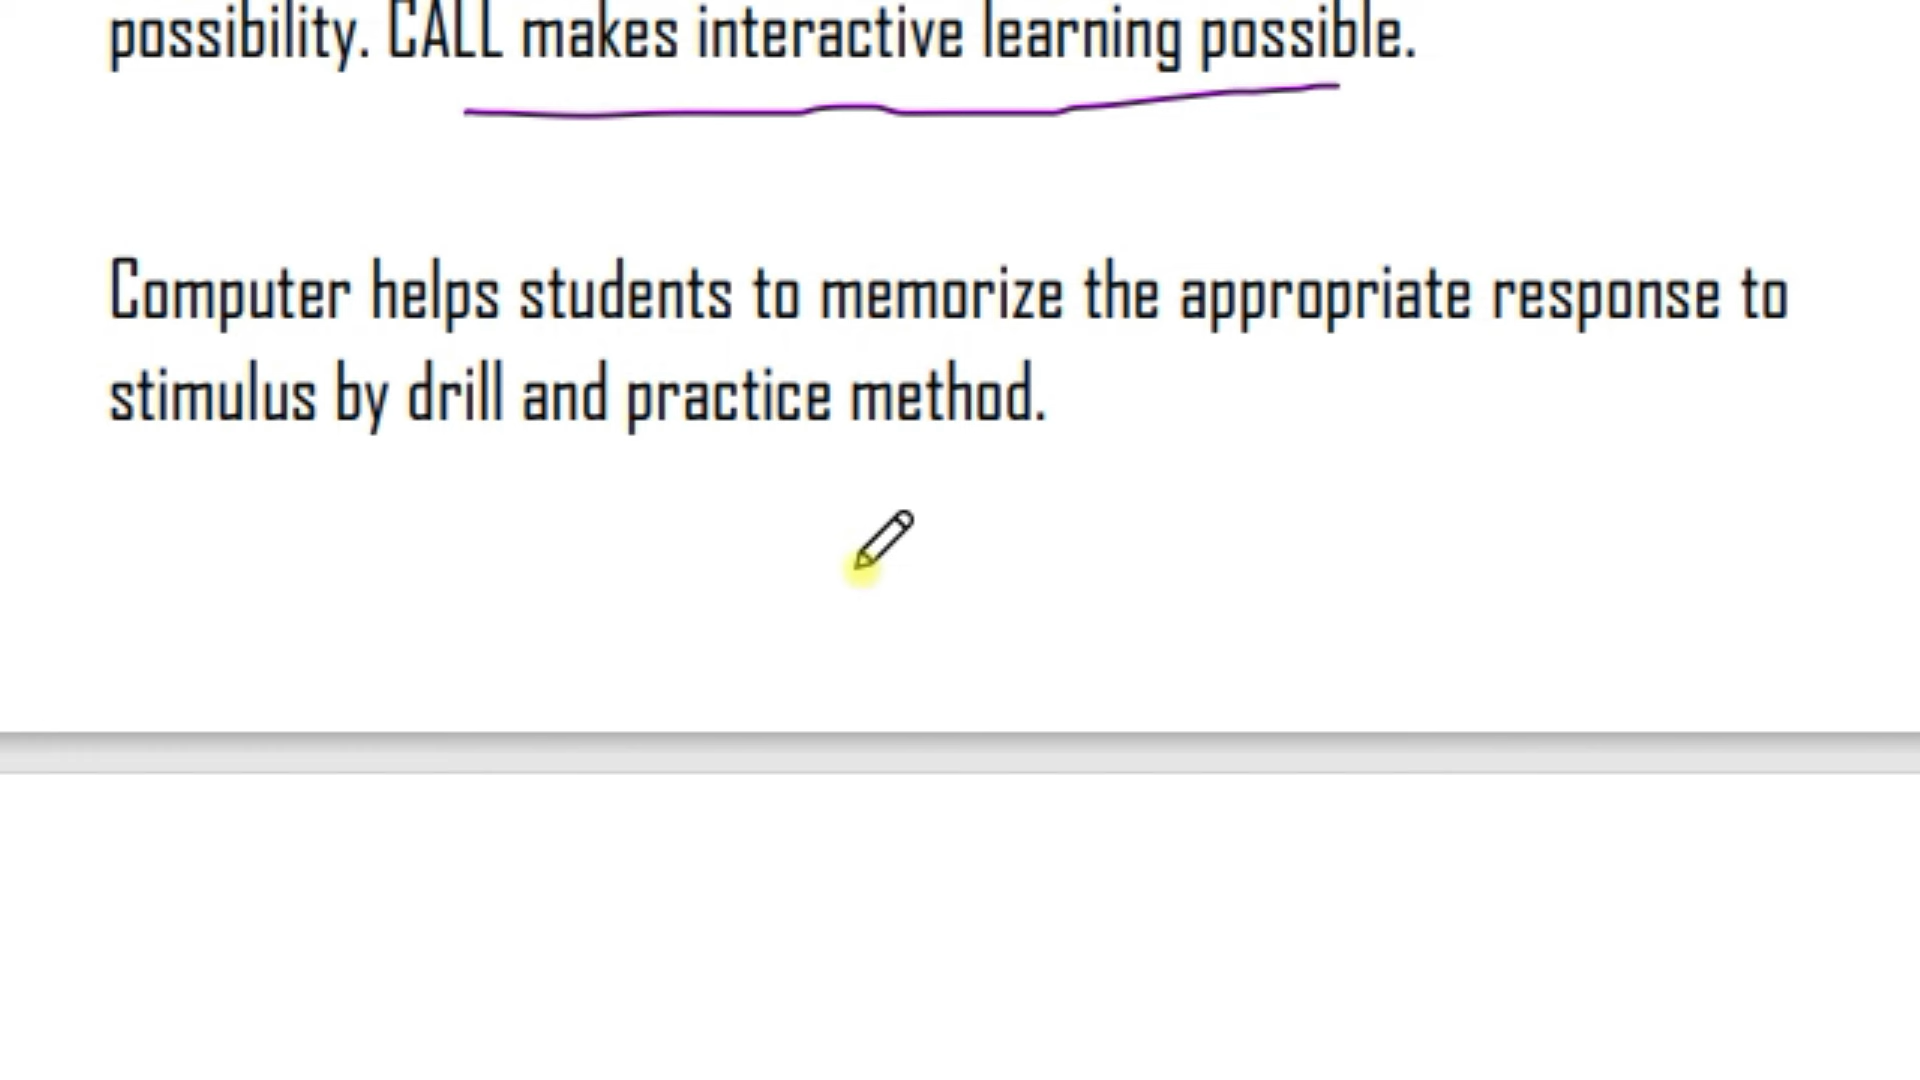 possibility. CALL makes interactive learning possible.
Computer helps students to memorize the appropriate response to
stimulus by drill and practice method.